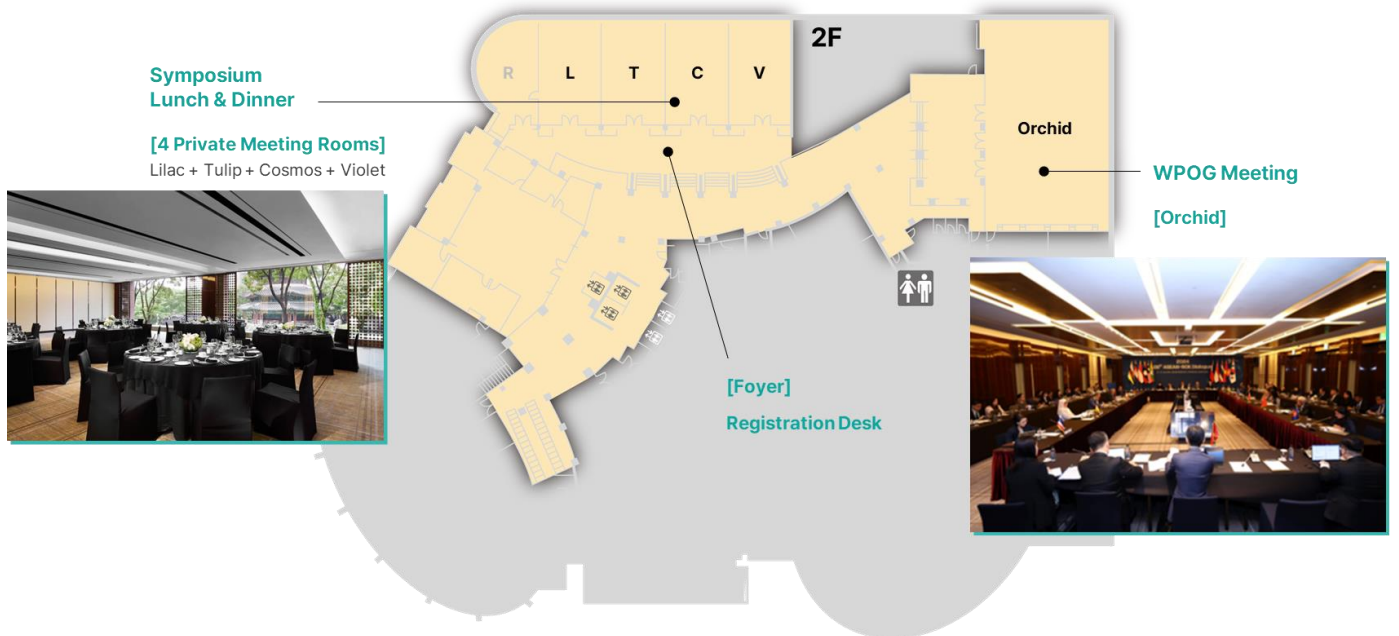 2F
Symposium
Lunch & Dinner
[4 Private Meeting Rooms]
Lilac + Tulip + Cosmos + Violet
R
L
T
C
V
Orchid
WPOG Meeting
[Orchid]
[Foyer]
Registration Desk